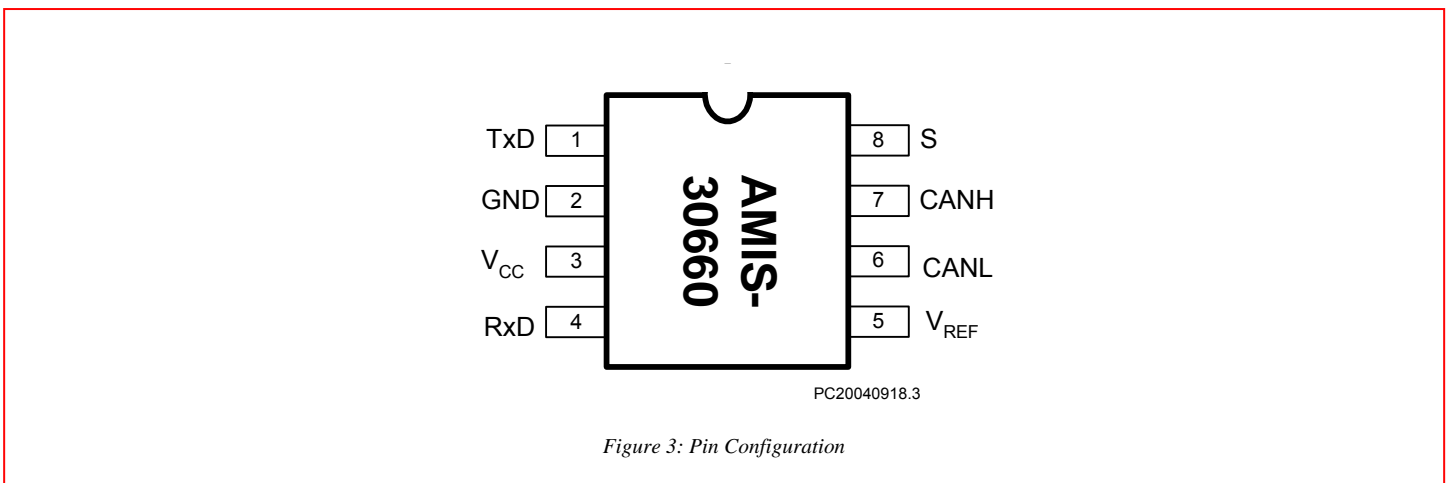 TxD 1
GND 2
VCC 3
RxD 4
AMIS-
30660
8 S
7 CANH
6 CANL
5 VREF
PC20040918.3
Figure 3: Pin Configuration